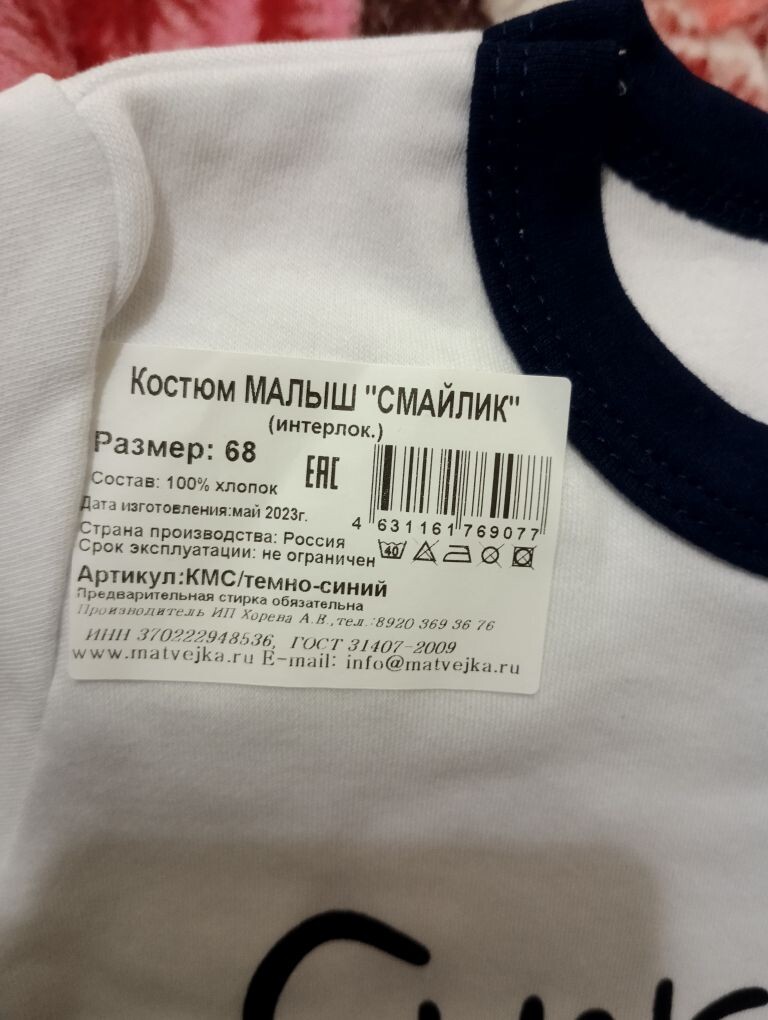 Костюм МАЛЫШ "СМАЙЛИК"
(интерлок.)
Размер: 68
EAC
Состав: 100% хлопок
Дата изготовления:май 2023г.
4 631161 769077
Страна производства: Россия
Срок эксплуатации: не ограничен
40
Артикул:КМС/темно-синий
Предварительная стирка обязательна
Производитель ИП Хорева А.В.,тел.:8920 369 36 76
ИНН 370222948536, ГОСТ 31407-2009
www.matvejka.ru E-mail: info@matvejka.ru